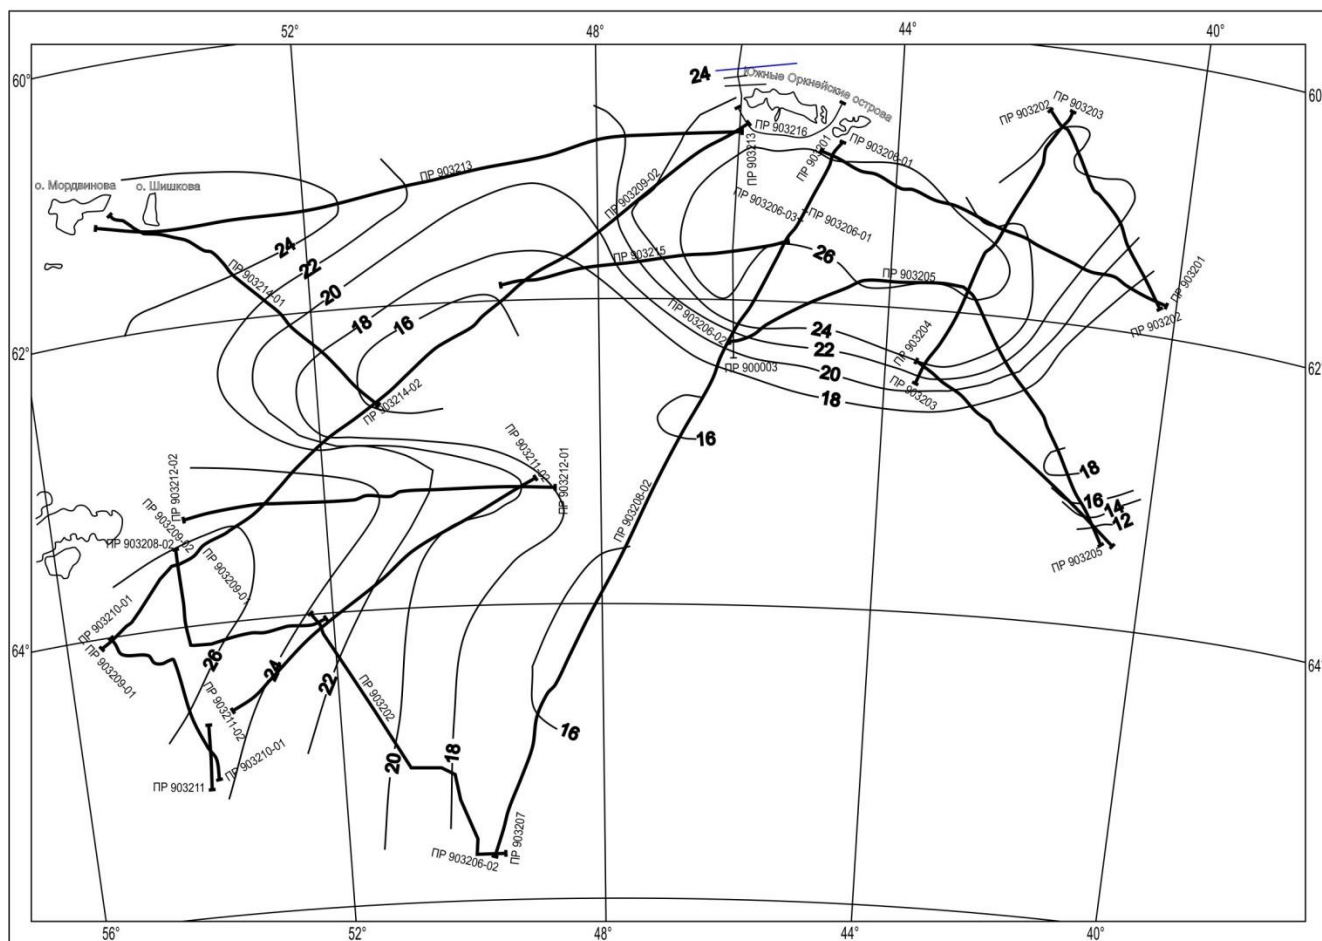 52°
48°
44°
40°
60°
60°
24
Южные Оркнейские острова
ПР 903202
ПР 903203
ПР 903216
ПР 903213
ПР 903201
ПР 903206-01
ПР 903213
ПР 903209-02
о. Мордвинова
о. Шишкова
ПР 903206-03
ПР 903206-01
24
22
20
18
16
26
ПР 903215
ПР 903205
ПР 903214-01
ПР 903201
ПР 903202
ПР 903206-02
24
22
20
18
ПР 903204
62°
62°
ПР 900003
ПР 903203
ПР 903214-02
16
ПР 903211-02
ПР 903212-01
ПР 903212-02
18
16
14
12
ПР 903208-02
ПР 903209-02
ПР 903208-02
ПР 903209-01
ПР 903205
ПР 903210-01
64°
64°
ПР 903209-01
26
24
22
ПР 903202
ПР 903211-02
16
20
18
ПР 903210-01
ПР 903211
ПР 903207
ПР 903206-02
56°
52°
48°
44°
40°